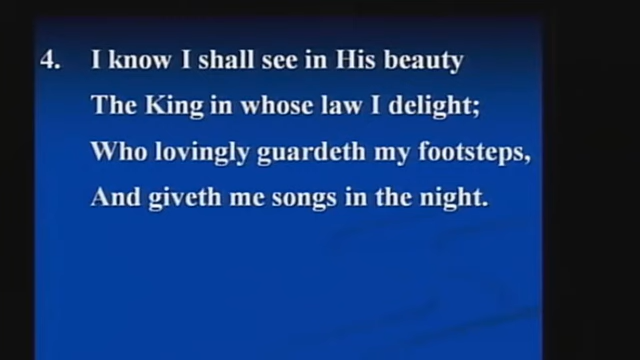 4. I know I shall see in His beauty
The King in whose law I delight;
Who lovingly guardeth my footsteps,
And giveth me songs in the night.